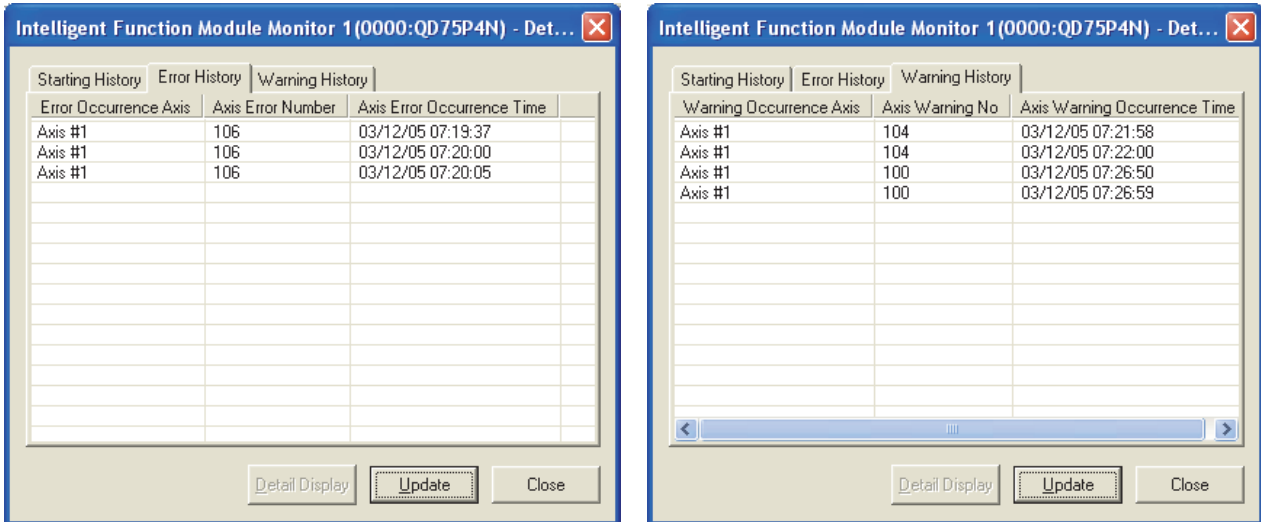 Intelligent Function Module Monitor 1(0000:QD75P4N) - Det...
Starting History Error History Warning History
Error Occurrence Axis Axis Error Number Axis Error Occurrence Time
Axis #1 106 03/12/05 07:19:37
Axis #1 106 03/12/05 07:20:00
Axis #1 106 03/12/05 07:20:05
Detail Display Update Close
Intelligent Function Module Monitor 1(0000:QD75P4N) - Det...
Starting History Error History Warning History
Warning Occurrence Axis Axis Warning No Axis Warning Occurrence Time
Axis #1 104 03/12/05 07:21:58
Axis #1 104 03/12/05 07:22:00
Axis #1 100 03/12/05 07:26:50
Axis #1 100 03/12/05 07:26:59
Detail Display Update Close